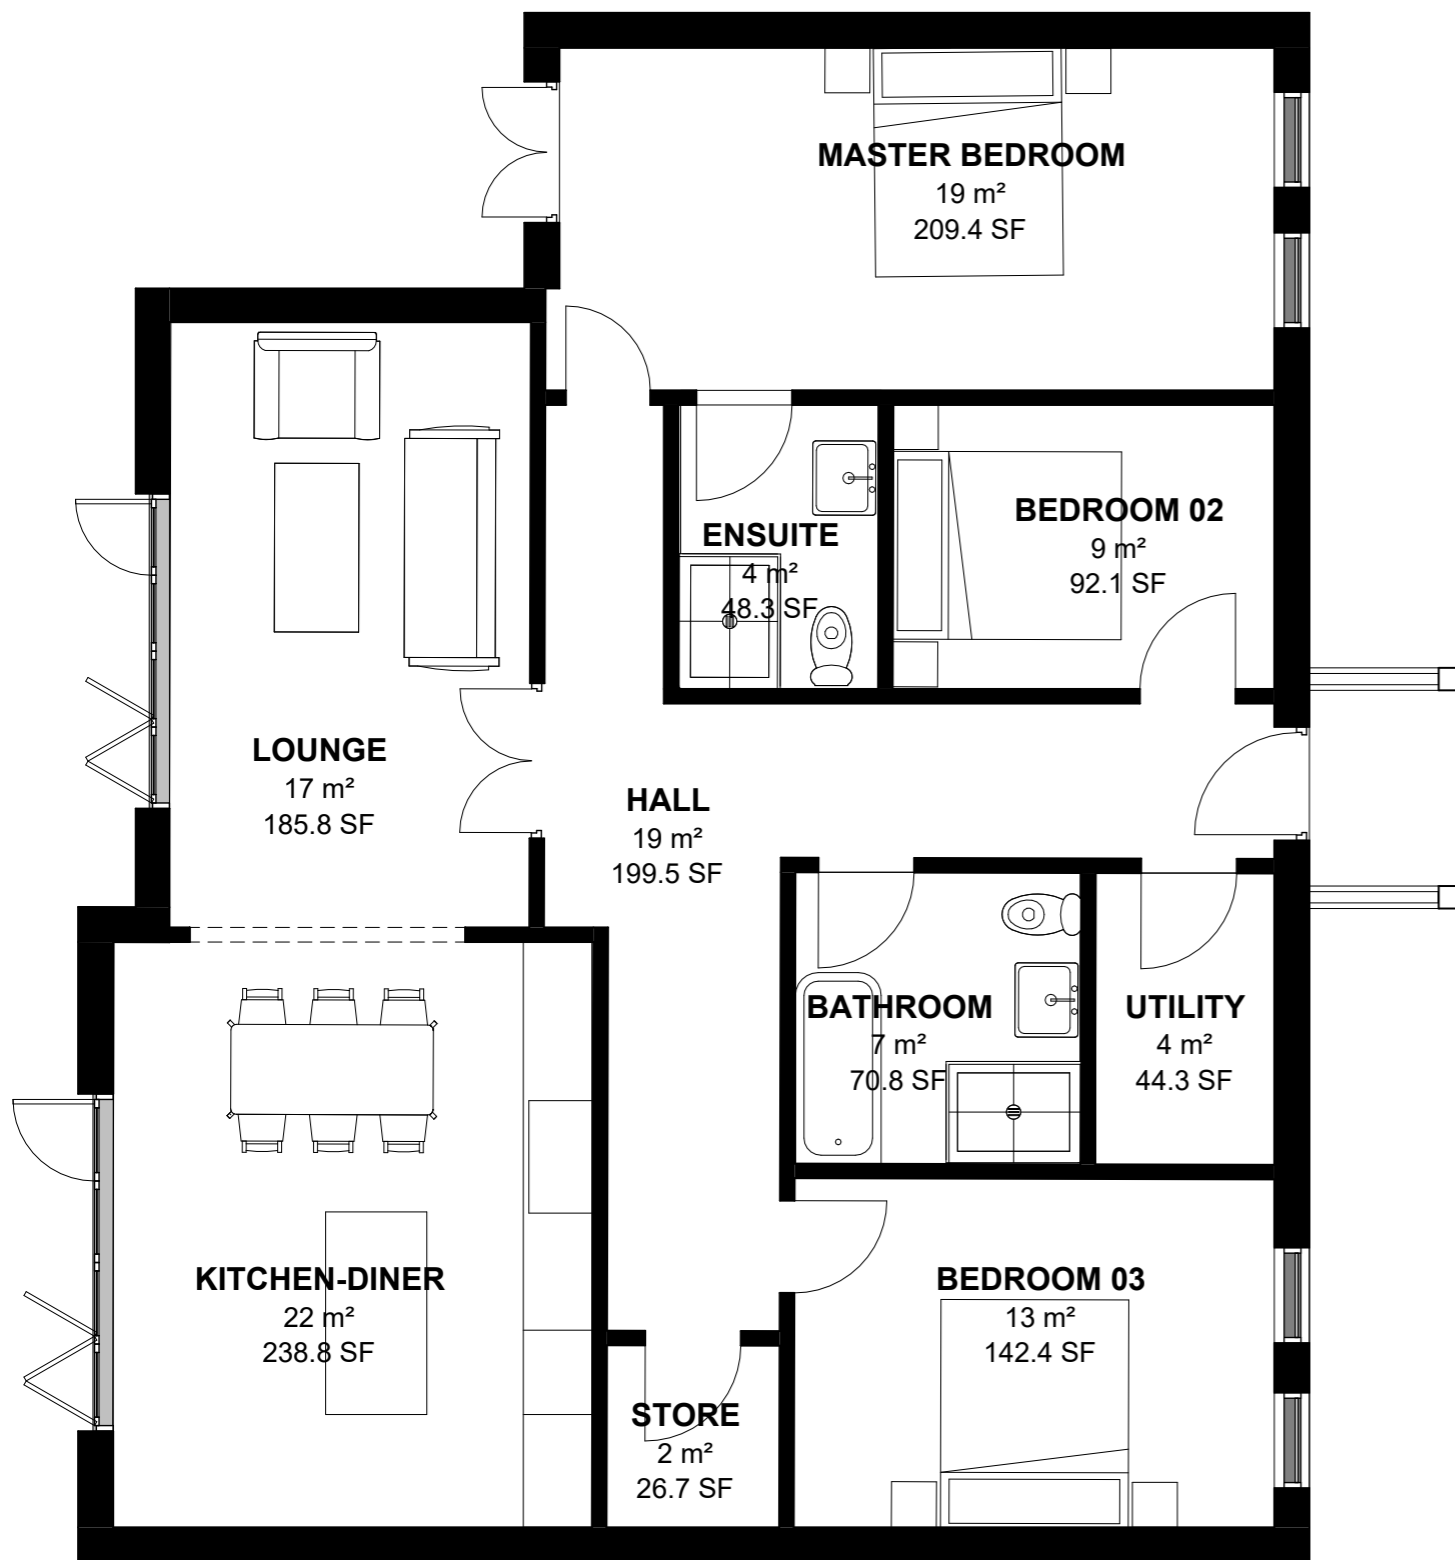 MASTER BEDROOM
19 m²
209.4 SF
ENSUITE
4 m²
48.3 SF
BEDROOM 02
9 m²
92.1 SF
LOUNGE
17 m²
185.8 SF
HALL
19 m²
199.5 SF
BATHROOM
7 m²
70.8 SF
UTILITY
4 m²
44.3 SF
KITCHEN-DINER
22 m²
238.8 SF
BEDROOM 03
13 m²
142.4 SF
STORE
2 m²
26.7 SF